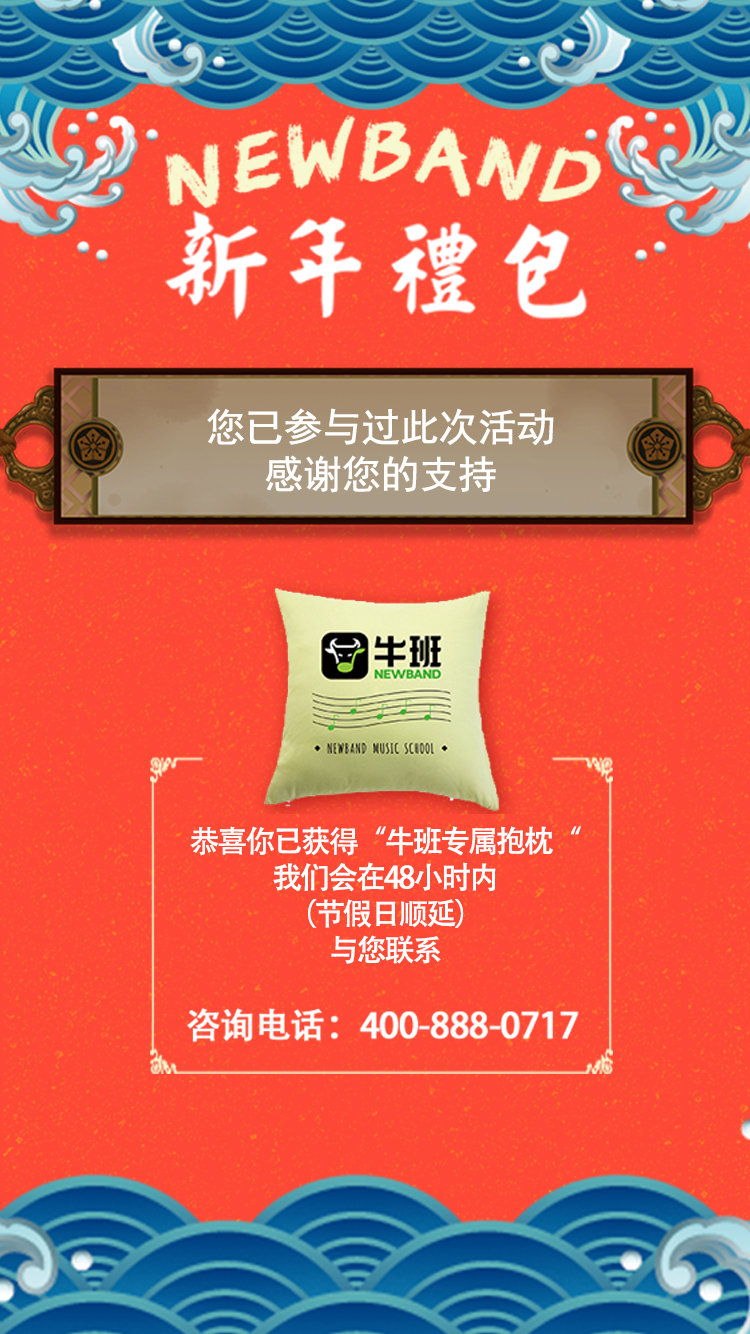 NEWBAND
新年禮包
您已参与过此次活动
感谢您的支持
牛班
NEWBAND
◆ NEWBAND MUSIC SCHOOL ◆
恭喜你已获得“牛班专属抱枕“
我们会在48小时内
(节假日顺延)
与您联系
咨询电话：400-888-0717